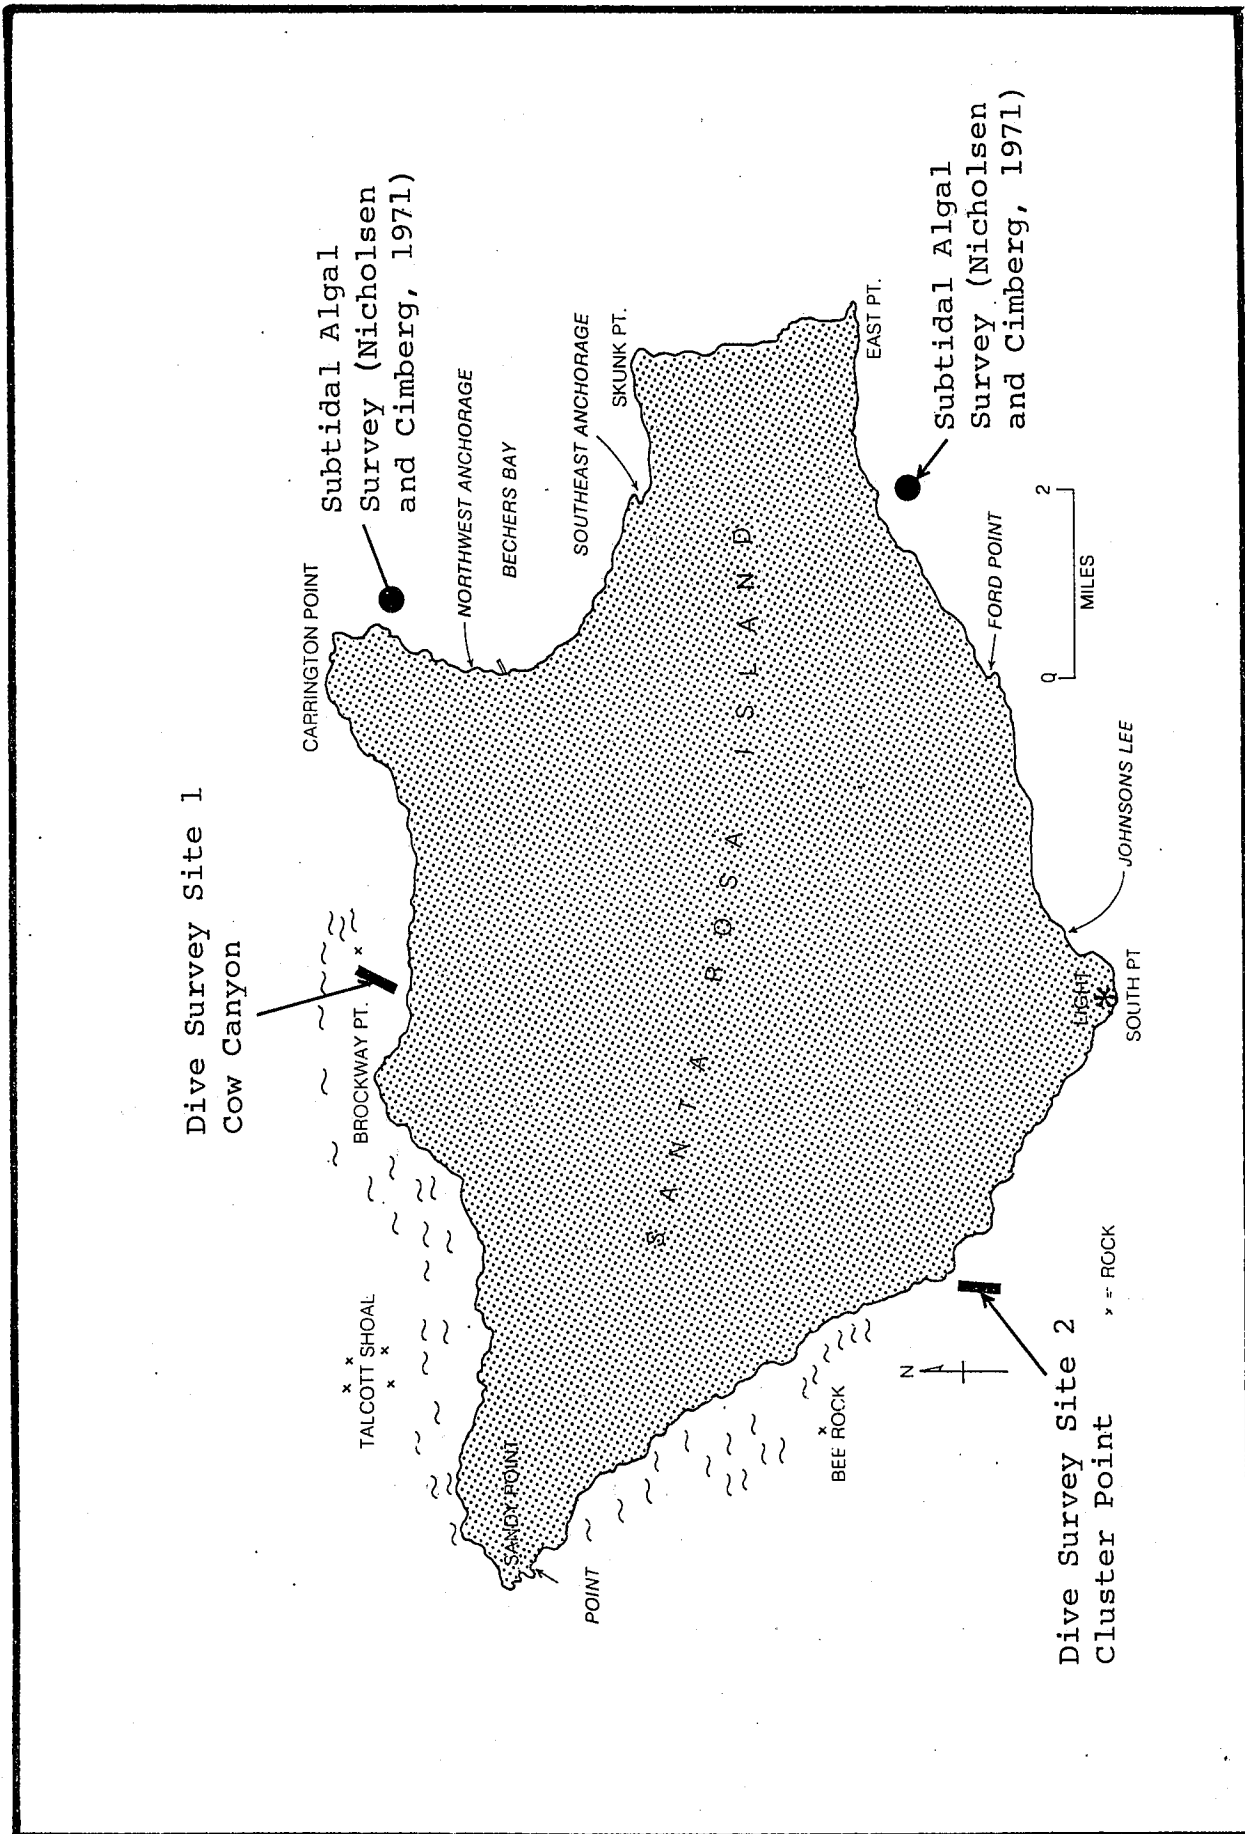 Dive Survey Site 1
Cow Canyon
Subtidal Algal
Survey (Nicholsen
and Cimberg, 1971)
CARRINGTON POINT
NORTHWEST ANCHORAGE
BECHERS BAY
SOUTHEAST ANCHORAGE
SKUNK PT.
BROCKWAY PT.
TALCOTT SHOAL
SANDY POINT
POINT
SANTA ROSA ISLAND
EAST PT.
Subtidal Algal
Survey (Nicholsen
and Cimberg, 1971)
BEE ROCK
N
FORD POINT
0 2
MILES
JOHNSONS LEE
LIGHT
SOUTH PT
Dive Survey Site 2
Cluster Point
x = ROCK